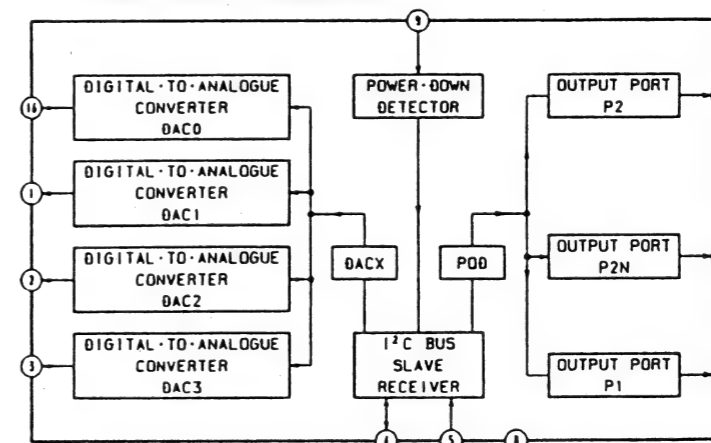 9
DIGITAL·TO·ANALOGUE
CONVERTER
DAC0
16
POWER·DOWN
DETECTOR
OUTPUT PORT
P2
DIGITAL·TO·ANALOGUE
CONVERTER
DAC1
1
DACX
POD
OUTPUT PORT
P2N
DIGITAL·TO·ANALOGUE
CONVERTER
DAC2
2
DIGITAL·TO·ANALOGUE
CONVERTER
DAC3
3
I²C BUS
SLAVE
RECEIVER
OUTPUT PORT
P1
4
5
8